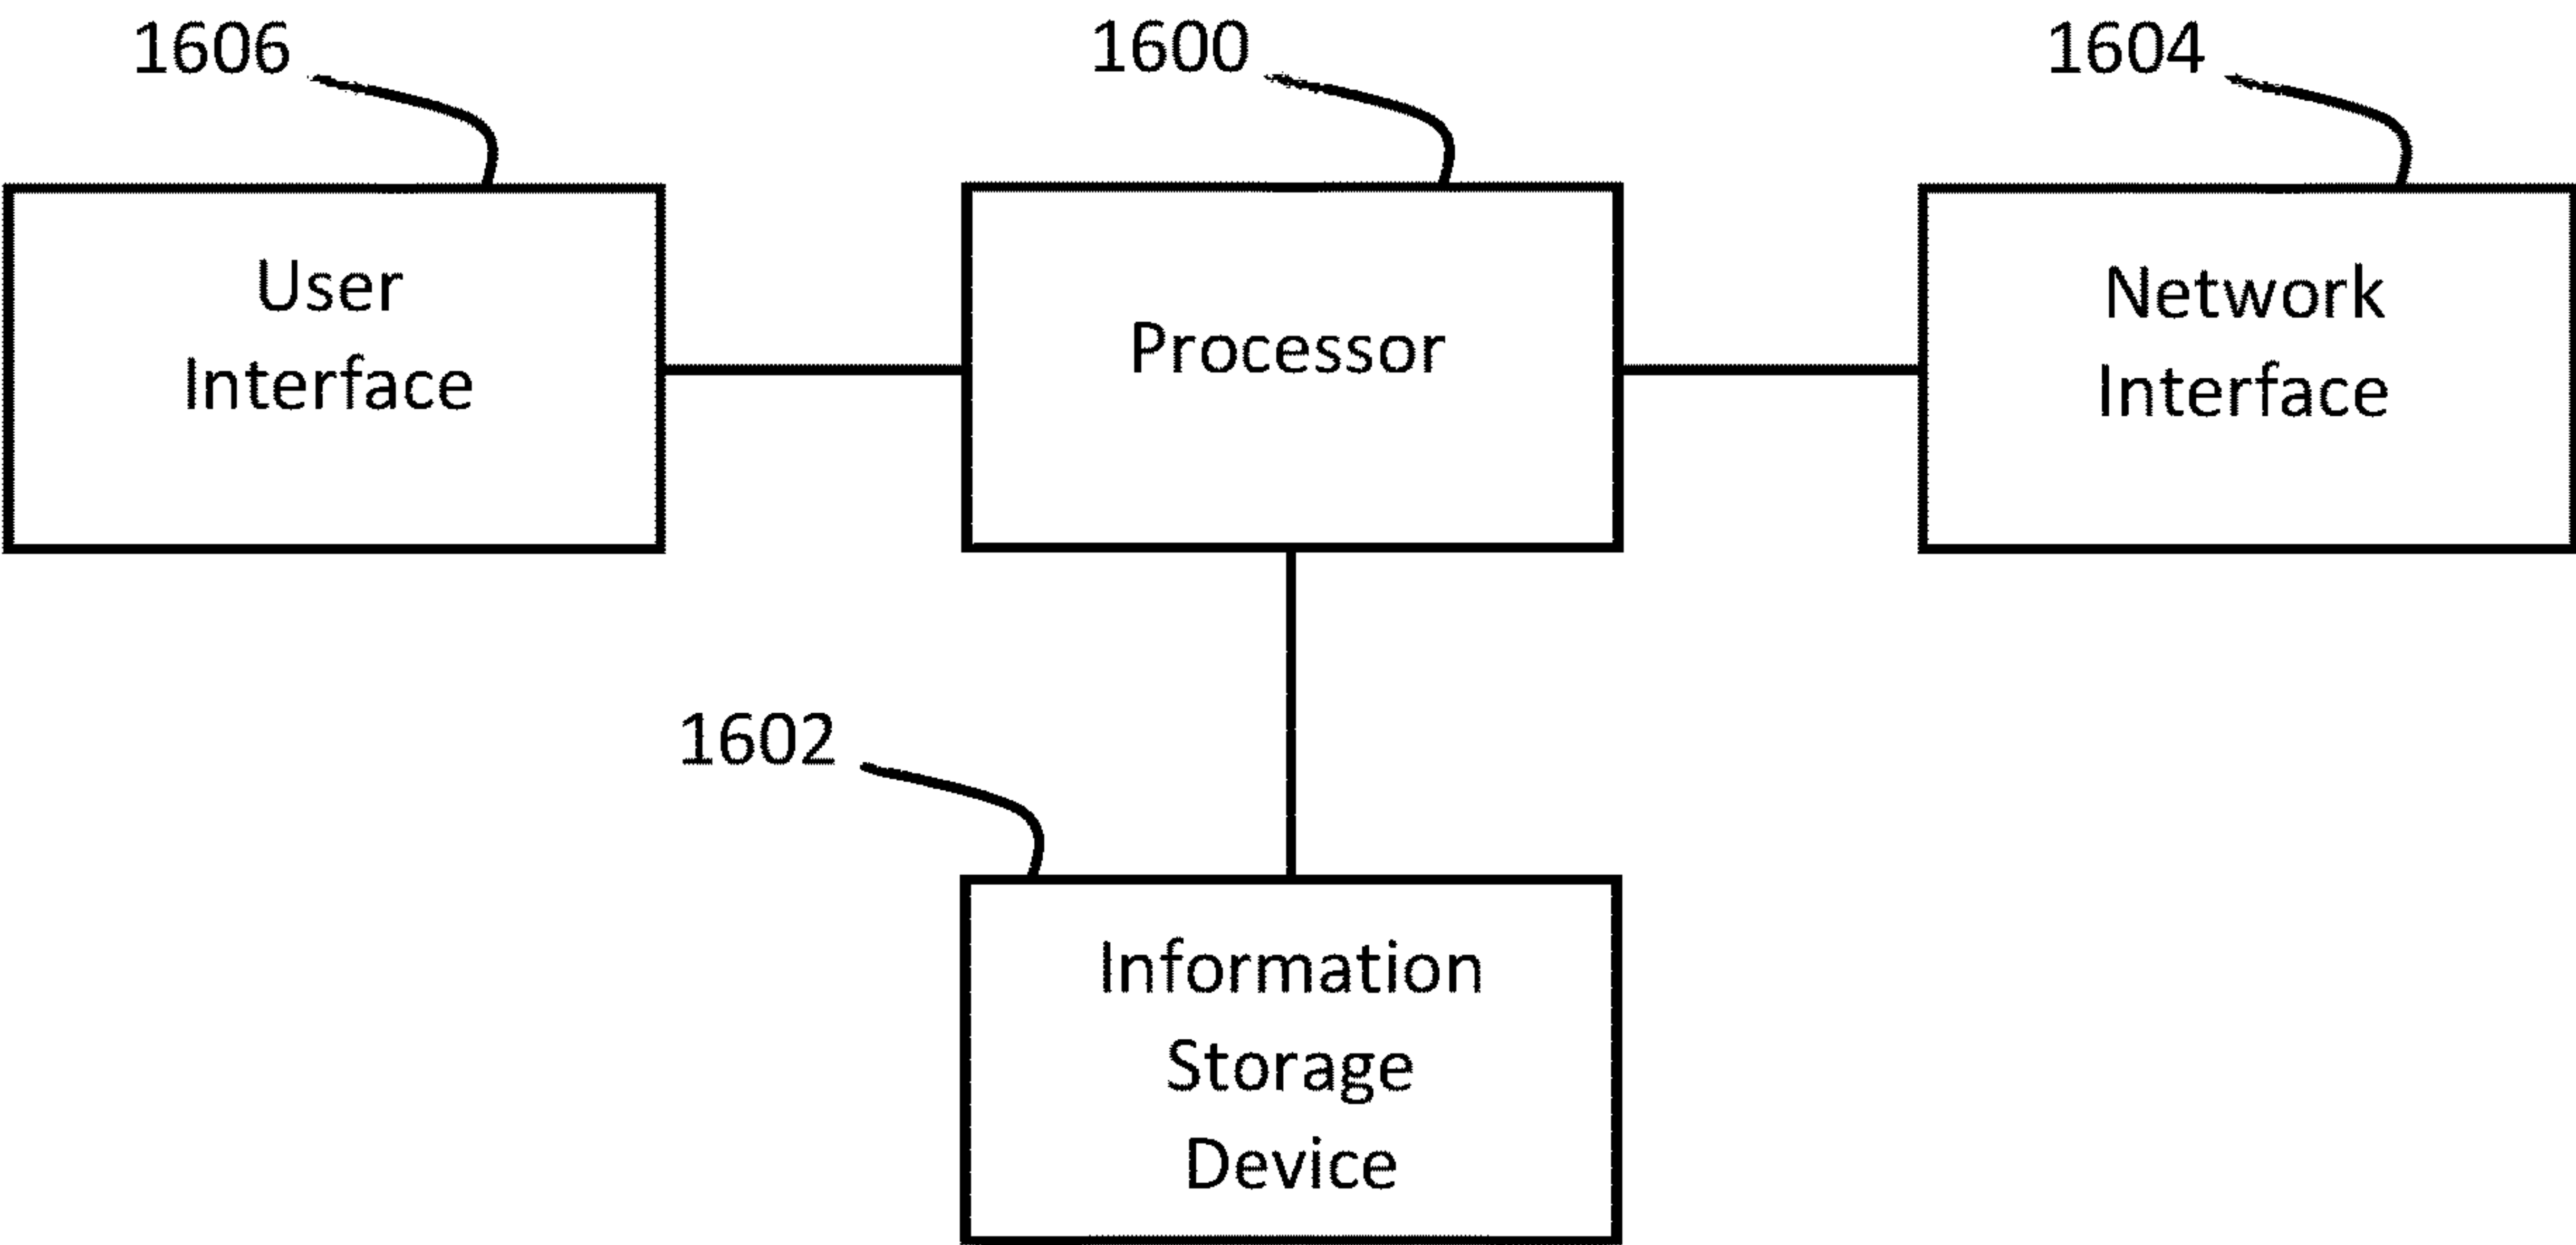 1606
1600
1604
User
Interface
Processor
Network
Interface
1602
Information
Storage
Device